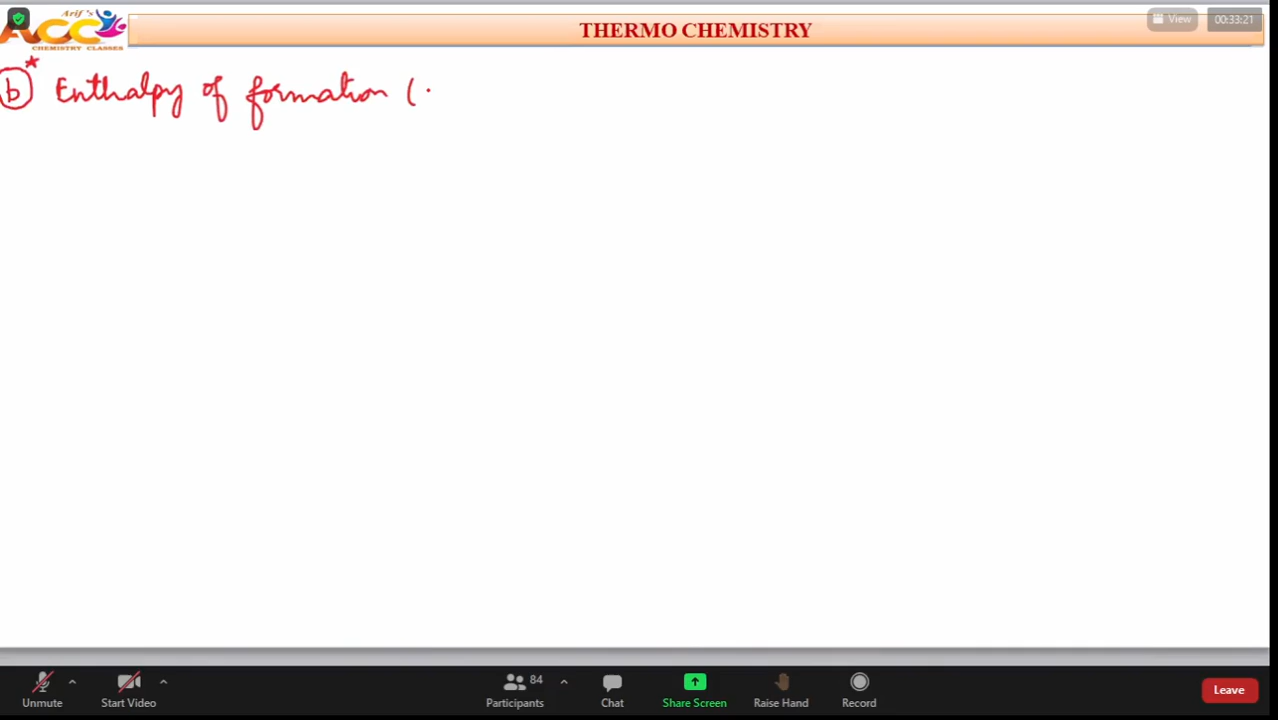 Arif's
ACC
CHEMISTRY CLASSES
THERMO CHEMISTRY
View
00:33:21
b * Enthalpy of formation (
Unmute
Start Video
84
Participants
Chat
Share Screen
Raise Hand
Record
Leave